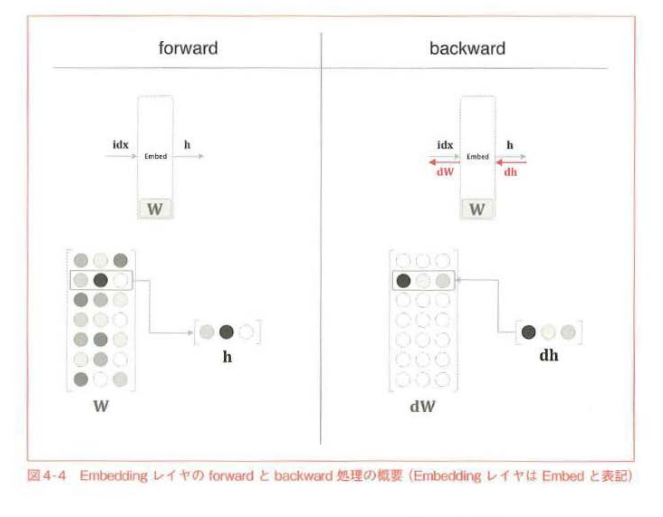 forward
backward
idx
h
Embed
W
idx
h
Embed
dW
dh
W
h
W
dh
dW
図4-4 Embedding レイヤの forward と backward 処理の概要（Embedding レイヤは Embed と表記）